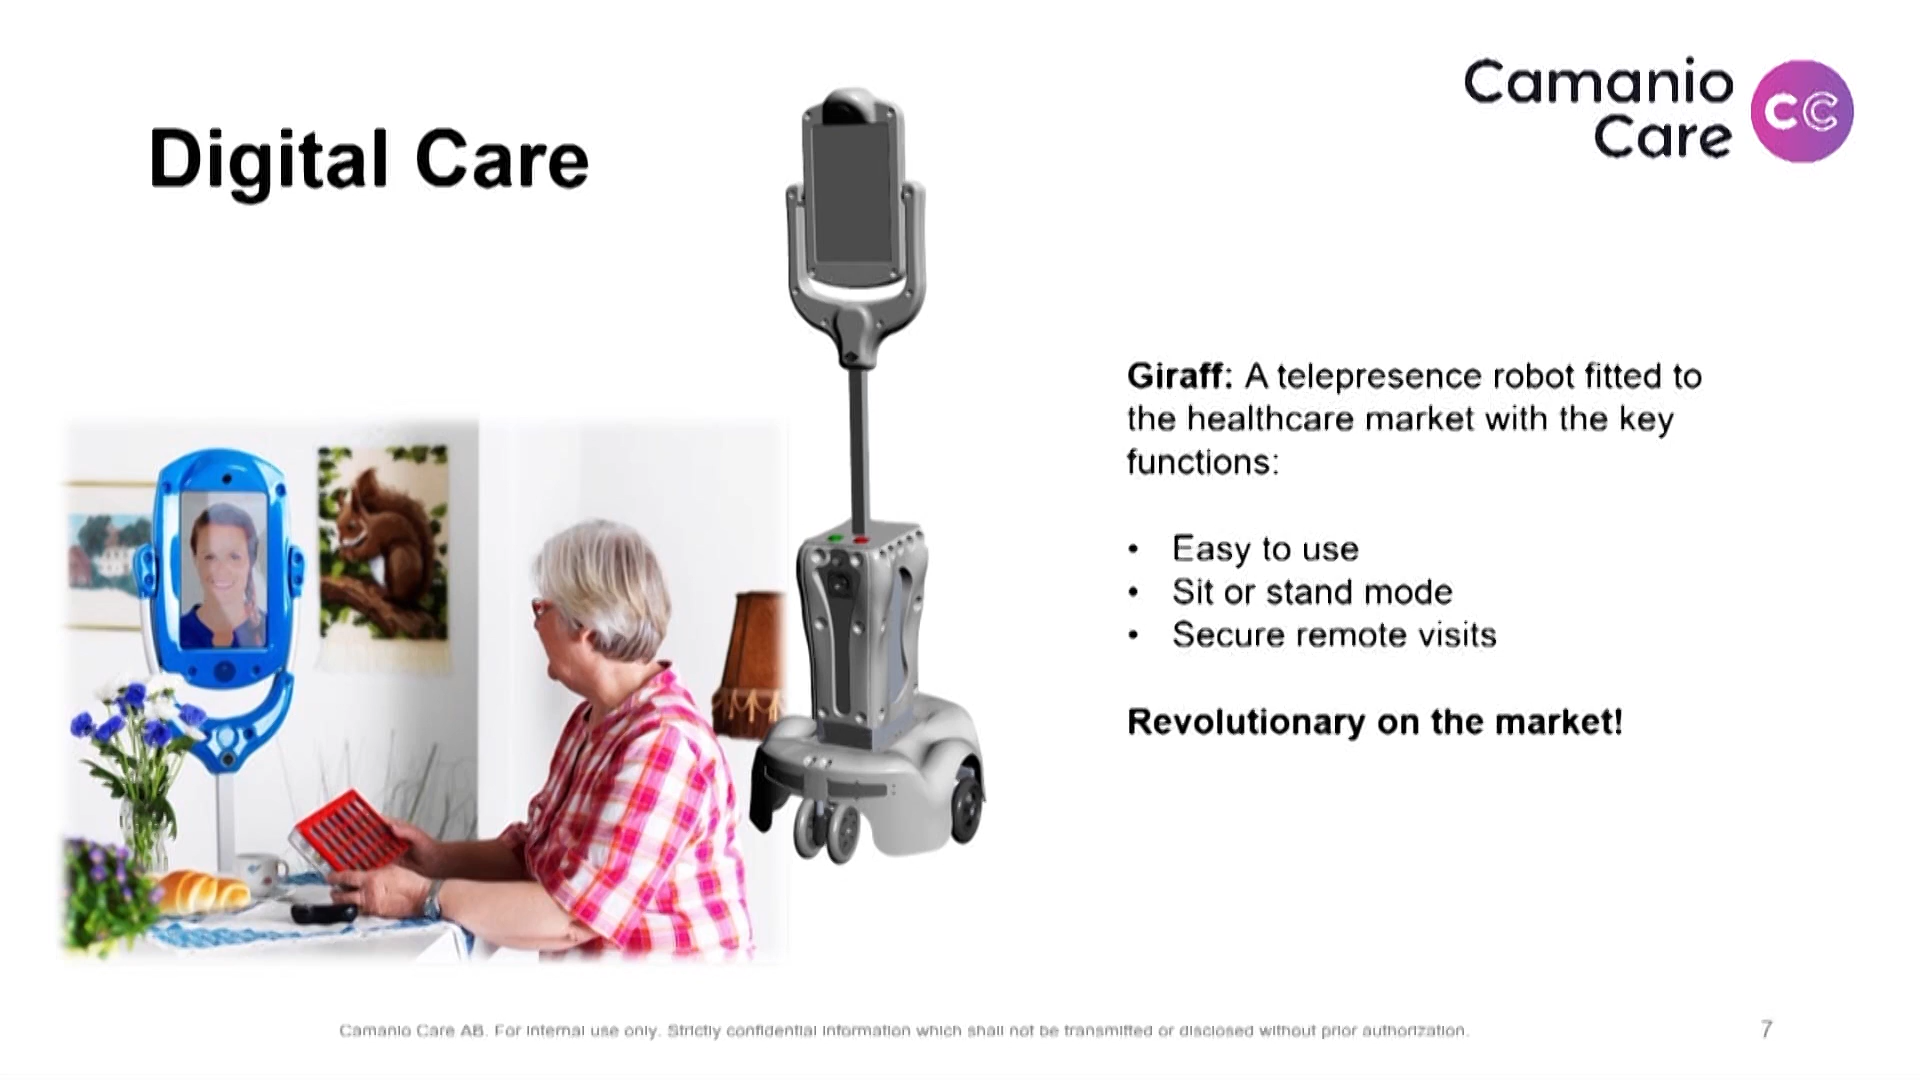 Digital Care
Camanio
Care
CC
Giraff: A telepresence robot fitted to
the healthcare market with the key
functions:
• Easy to use
• Sit or stand mode
• Secure remote visits
Revolutionary on the market!
Camanio Care AB. For internal use only. Strictly confidential information which shall not be transmitted or disclosed without prior authorization.
7